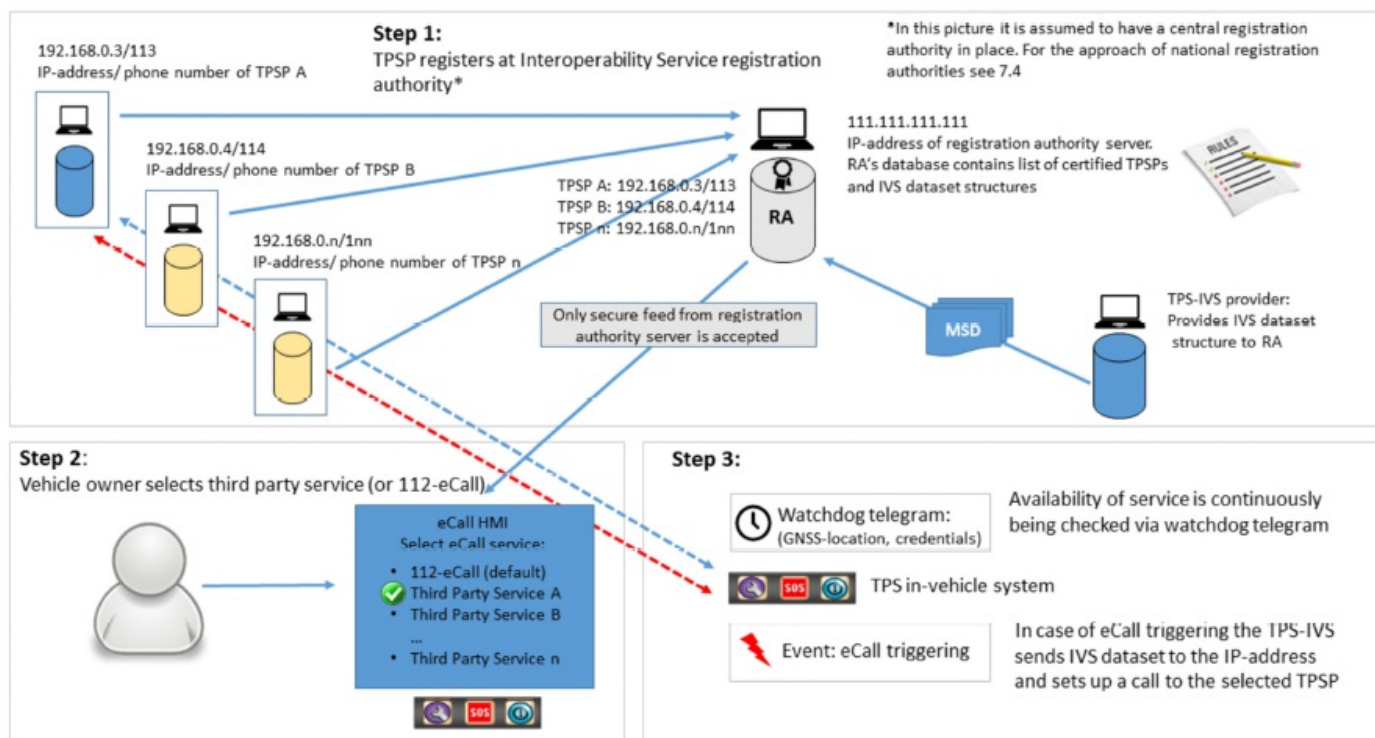 192.168.0.3/113
IP-address/ phone number of TPSP A
Step 1:
TPSP registers at Interoperability Service registration
authority*
*In this picture it is assumed to have a central registration
authority in place. For the approach of national registration
authorities see 7.4
192.168.0.4/114
IP-address/ phone number of TPSP B
111.111.111.111
IP-address of registration authority server.
RA's database contains list of certified TPSPs
and IVS dataset structures
RULES
TPSP A: 192.168.0.3/113
TPSP B: 192.168.0.4/114
TPSP n: 192.168.0.n/1nn
RA
192.168.0.n/1nn
IP-address/ phone number of TPSP n
Only secure feed from registration
authority server is accepted
MSD
TPS-IVS provider:
Provides IVS dataset
structure to RA
Step 2:
Vehicle owner selects third party service (or 112-eCall)
eCall HMI
Select eCall service:
• 112-eCall (default)
Third Party Service A
• Third Party Service B
...
• Third Party Service n
SOS
Step 3:
Watchdog telegram:
(GNSS-location, credentials)
Availability of service is continuously
being checked via watchdog telegram
SOS
TPS in-vehicle system
Event: eCall triggering
In case of eCall triggering the TPS-IVS
sends IVS dataset to the IP-address
and sets up a call to the selected TPSP